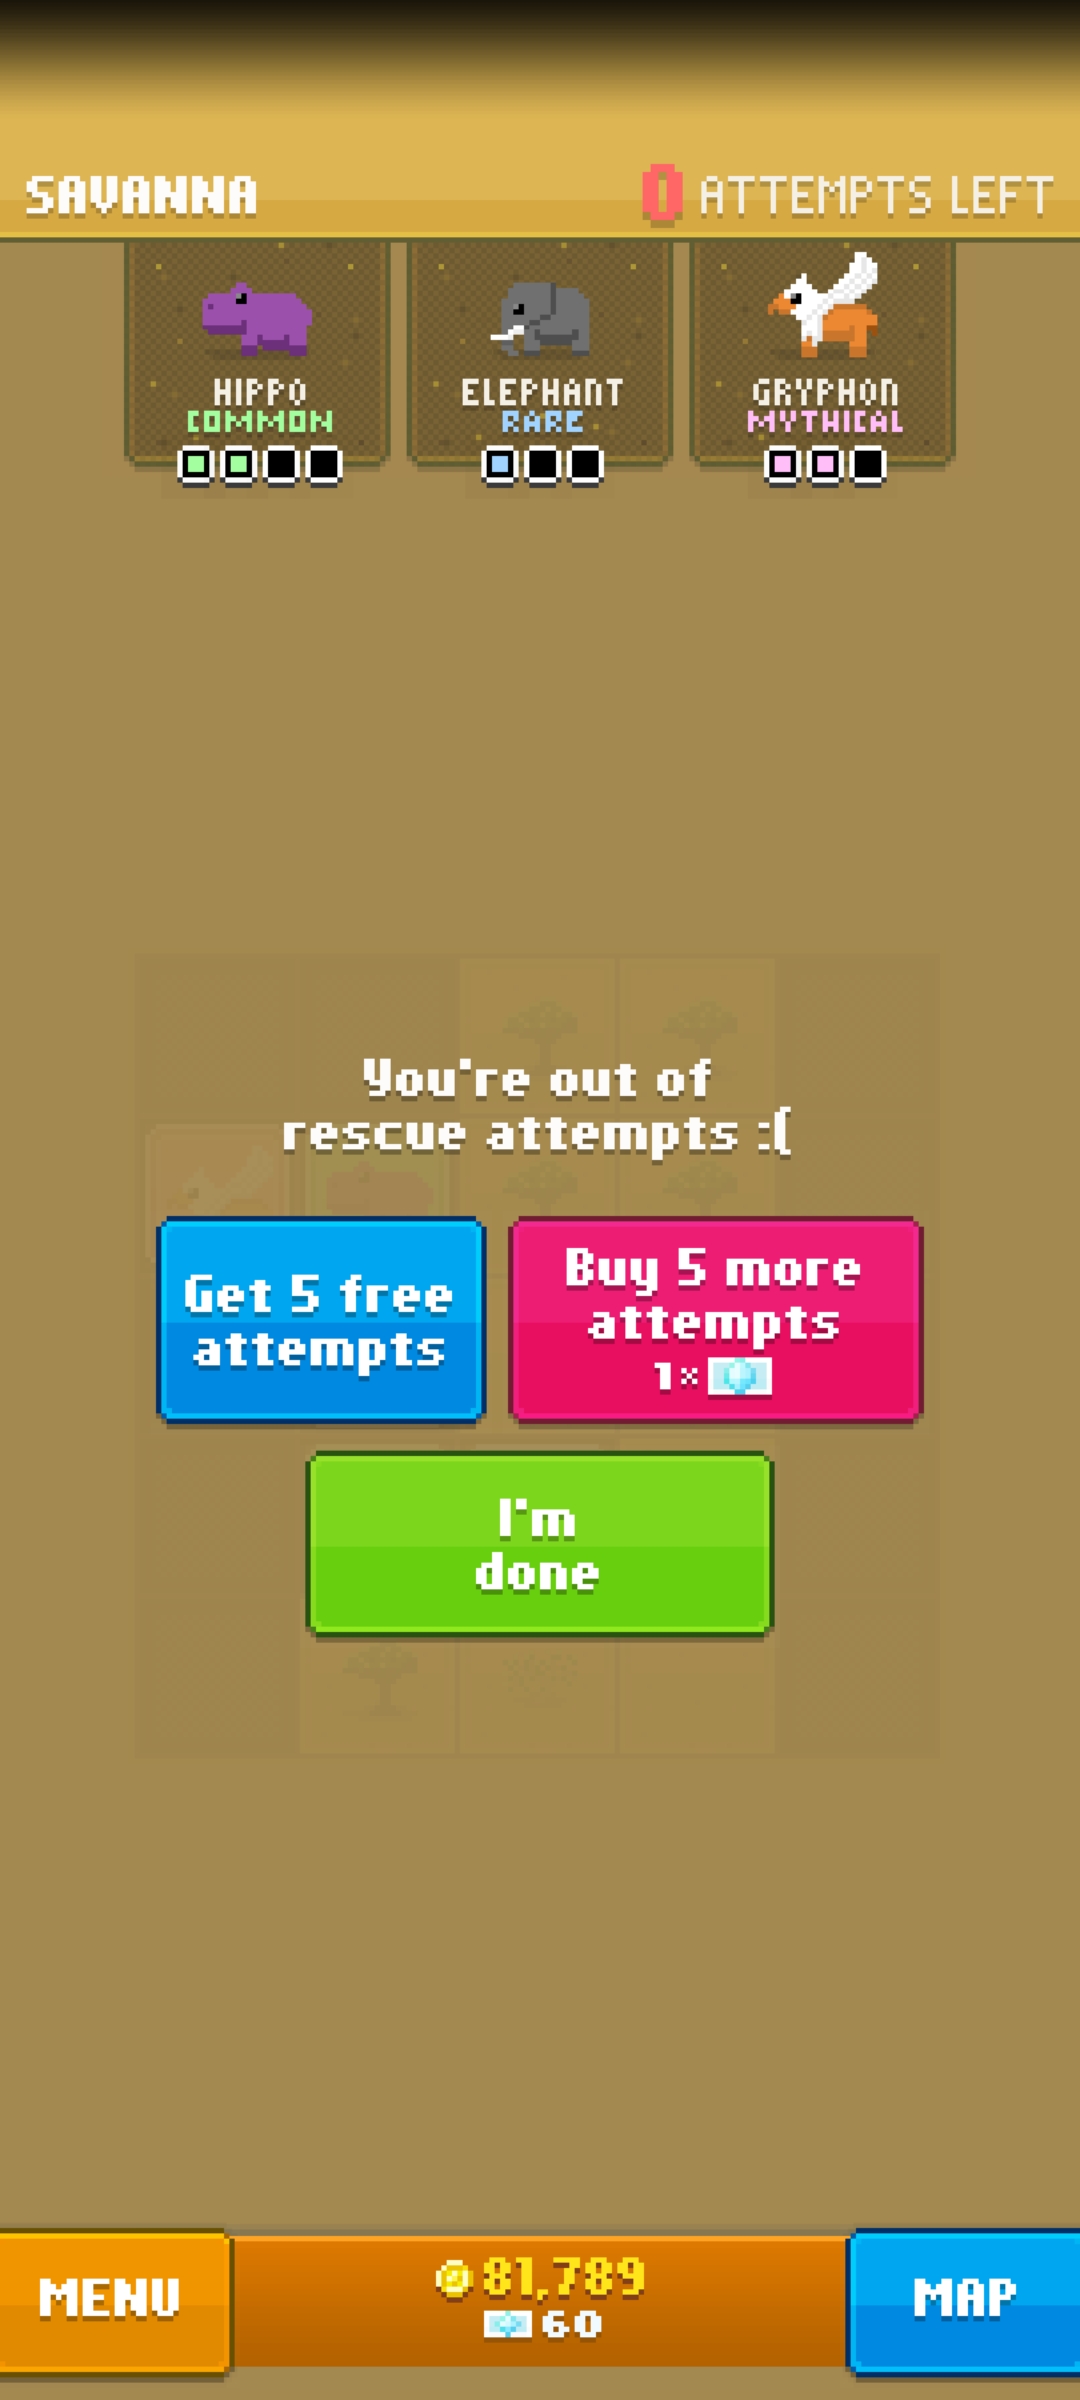 SAVANNA
0 ATTEMPTS LEFT
HIPPO
COMMON
ELEPHANT
RARE
GRYPHON
MYTHICAL
You're out of
rescue attempts :(
Get 5 free
attempts
Buy 5 more
attempts
1×
I'm
done
MENU
81,789
60
MAP